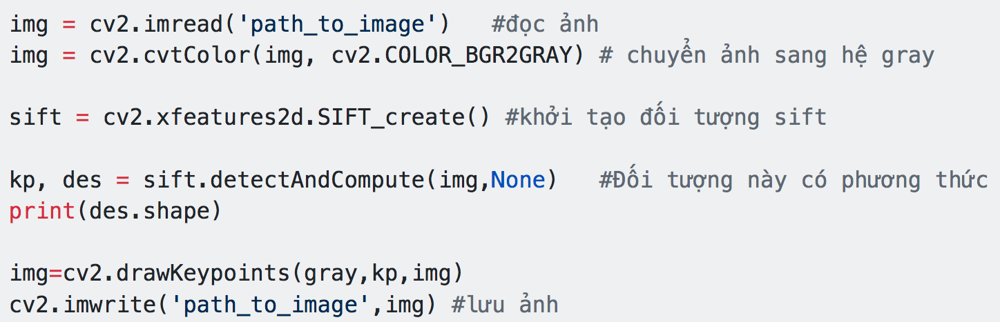 img = cv2.imread('path_to_image')   #đọc ảnh
img = cv2.cvtColor(img, cv2.COLOR_BGR2GRAY) # chuyển ảnh sang hệ gray
sift = cv2.xfeatures2d.SIFT_create() #khởi tạo đối tượng sift
kp, des = sift.detectAndCompute(img,None)   #Đối tượng này có phương thức
print(des.shape)
img=cv2.drawKeypoints(gray,kp,img)
cv2.imwrite('path_to_image',img) #lưu ảnh